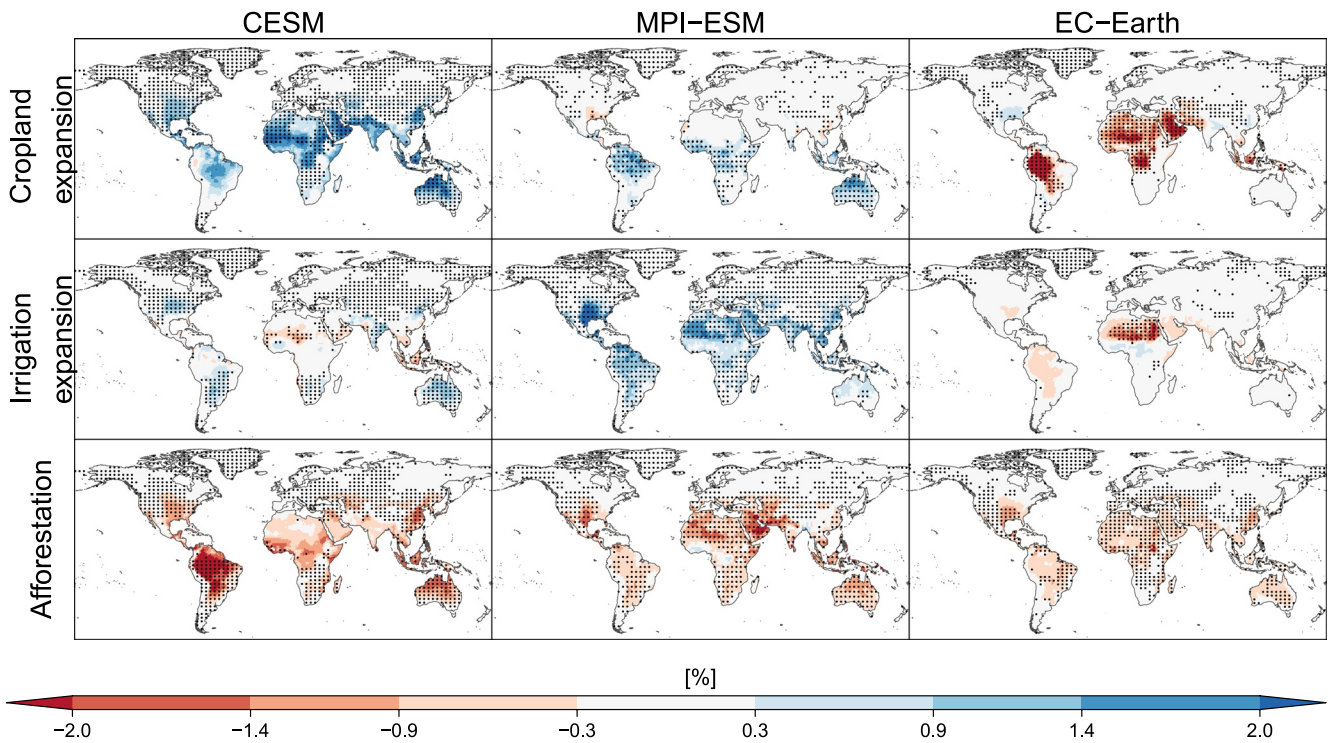 CESM MPI−ESM EC−Earth
Cropland
expansion
Irrigation
expansion
Afforestation
[%]
−2.0 −1.4 −0.9 −0.3 0.3 0.9 1.4 2.0